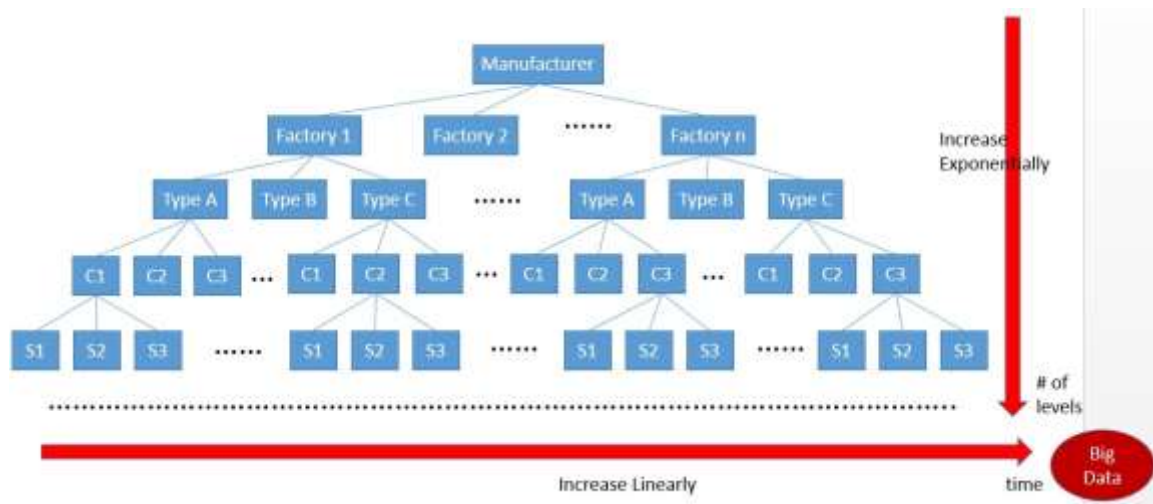 Manufacturer
Factory 1 Factory 2 ...... Factory n
Increase
Exponentially
Type A Type B Type C ...... Type A Type B Type C
C1 C2 C3 ... C1 C2 C3 ... C1 C2 C3 ... C1 C2 C3
S1 S2 S3 ...... S1 S2 S3 ...... S1 S2 S3 ...... S1 S2 S3
# of
levels
Increase Linearly
time
Big
Data